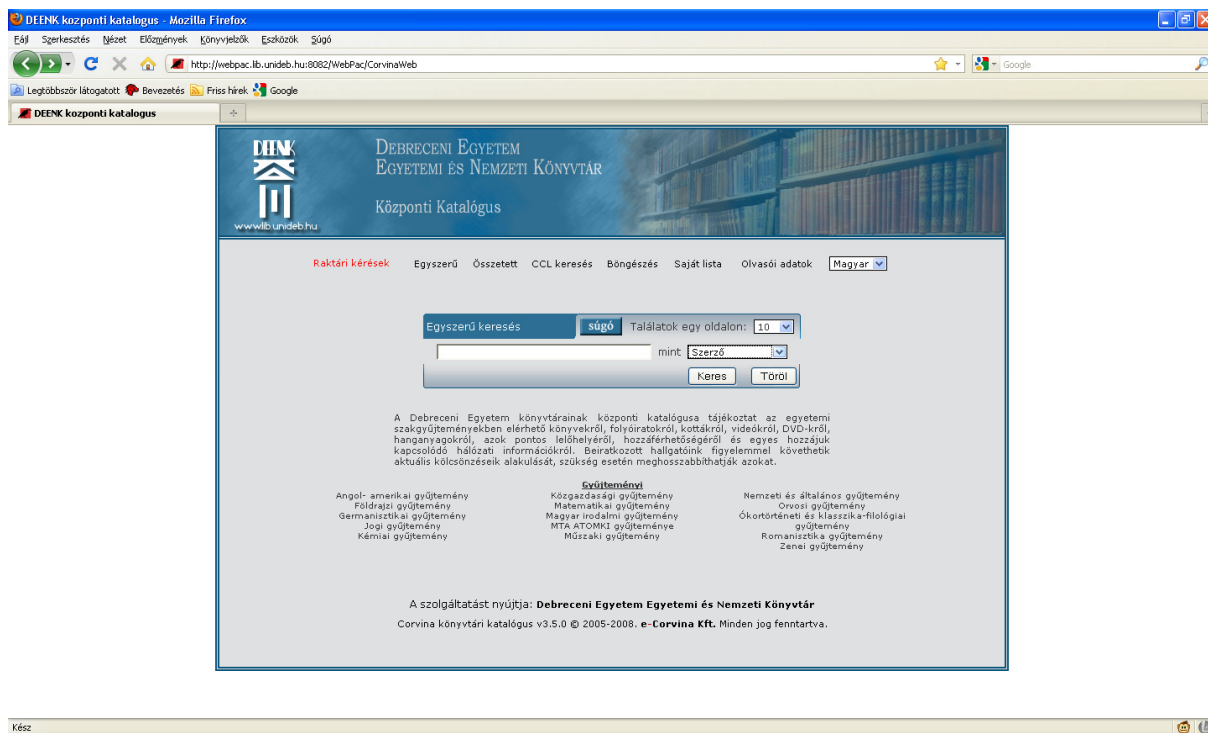 DEENK kozponti katalogus - Mozilla Firefox
Fájl Szerkesztés Nézet Előzmények Könyvjelzők Eszközök Súgó
http://webpac.lib.unideb.hu:8082/WebPac/CorvinaWeb
Google
Legtöbbször látogatott Bevezetés Friss hírek Google
DEENK kozponti katalogus
DEENK
www.lib.unideb.hu
DEBRECENI EGYETEM
EGYETEMI ÉS NEMZETI KÖNYVTÁR
Központi Katalógus
Raktári kérések Egyszerű Összetett CCL keresés Böngészés Saját lista Olvasói adatok Magyar
Egyszerű keresés súgó Találatok egy oldalon: 10
mint Szerző
Keres Töröl
A Debreceni Egyetem könyvtárainak központi katalógusa tájékoztat az egyetemi
szakgyűjteményekben elérhető könyvekről, folyóiratokról, kottákról, videókról, DVD-kről,
hanganyagokról, azok pontos lelőhelyéről, hozzáférhetőségéről és egyes hozzájuk
kapcsolódó hálózati információkról. Beiratkozott hallgatóink figyelemmel követhetik
aktuális kölcsönzéseik alakulását, szükség esetén meghosszabbíthatják azokat.
Gyűjteményi
Angol- amerikai gyűjtemény
Földrajzi gyűjtemény
Germanisztikai gyűjtemény
Jogi gyűjtemény
Kémiai gyűjtemény
Közgazdasági gyűjtemény
Matematikai gyűjtemény
Magyar irodalmi gyűjtemény
MTA ATOMKI gyűjteménye
Műszaki gyűjtemény
Nemzeti és általános gyűjtemény
Orvosi gyűjtemény
Ókortörténeti és klasszika-filológiai
gyűjtemény
Romanisztika gyűjtemény
Zenei gyűjtemény
A szolgáltatást nyújtja: Debreceni Egyetem Egyetemi és Nemzeti Könyvtár
Corvina könyvtári katalógus v3.5.0 © 2005-2008. e-Corvina Kft. Minden jog fenntartva.
Kész